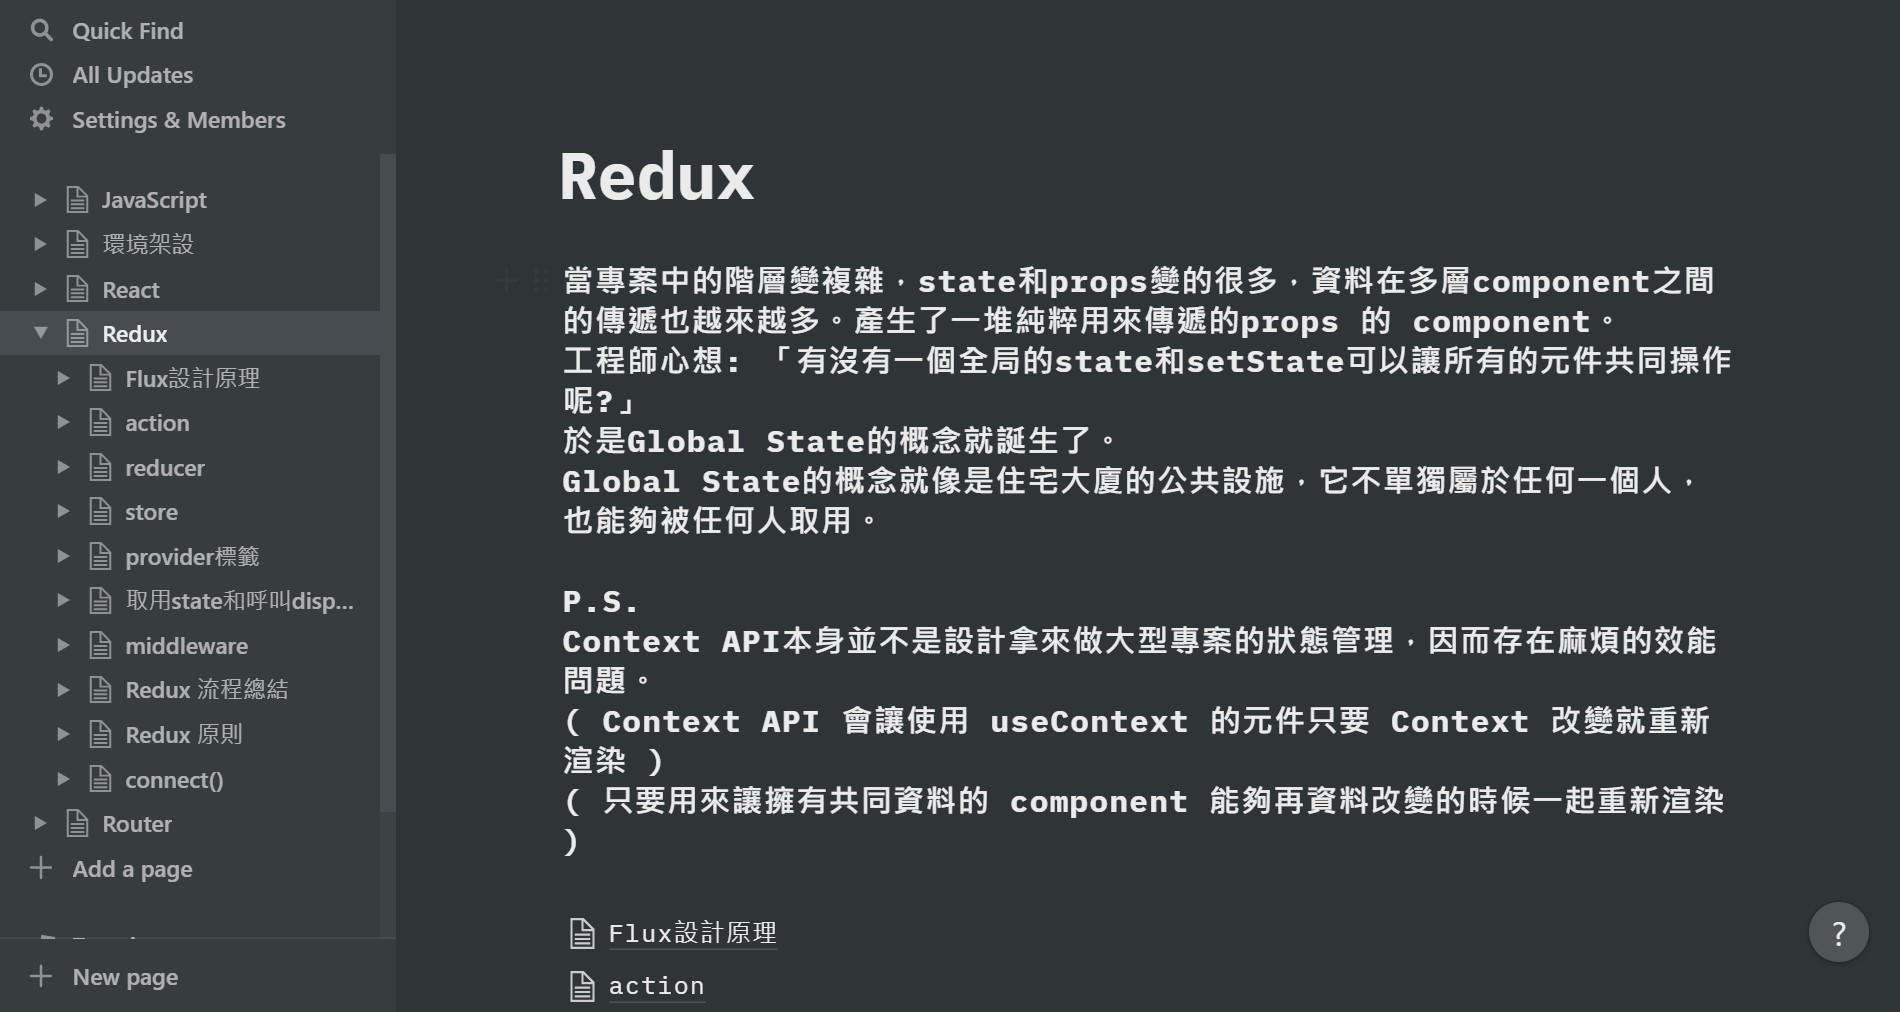 Quick Find
All Updates
Settings & Members
JavaScript
環境架設
React
Redux
Flux設計原理
action
reducer
store
provider標籤
取用state和呼叫disp...
middleware
Redux 流程總結
Redux 原則
connect()
Router
Add a page
New page
Redux
當專案中的階層變複雜，state和props變的很多，資料在多層component之間
的傳遞也越來越多。產生了一堆純粹用來傳遞的props 的 component。
工程師心想: 「有沒有一個全局的state和setState可以讓所有的元件共同操作
呢?」
於是Global State的概念就誕生了。
Global State的概念就像是住宅大廈的公共設施，它不單獨屬於任何一個人，
也能夠被任何人取用。
P.S.
Context API本身並不是設計拿來做大型專案的狀態管理，因而存在麻煩的效能
問題。
( Context API 會讓使用 useContext 的元件只要 Context 改變就重新
渲染 )
( 只要用來讓擁有共同資料的 component 能夠再資料改變的時候一起重新渲染
)
Flux設計原理
action
?